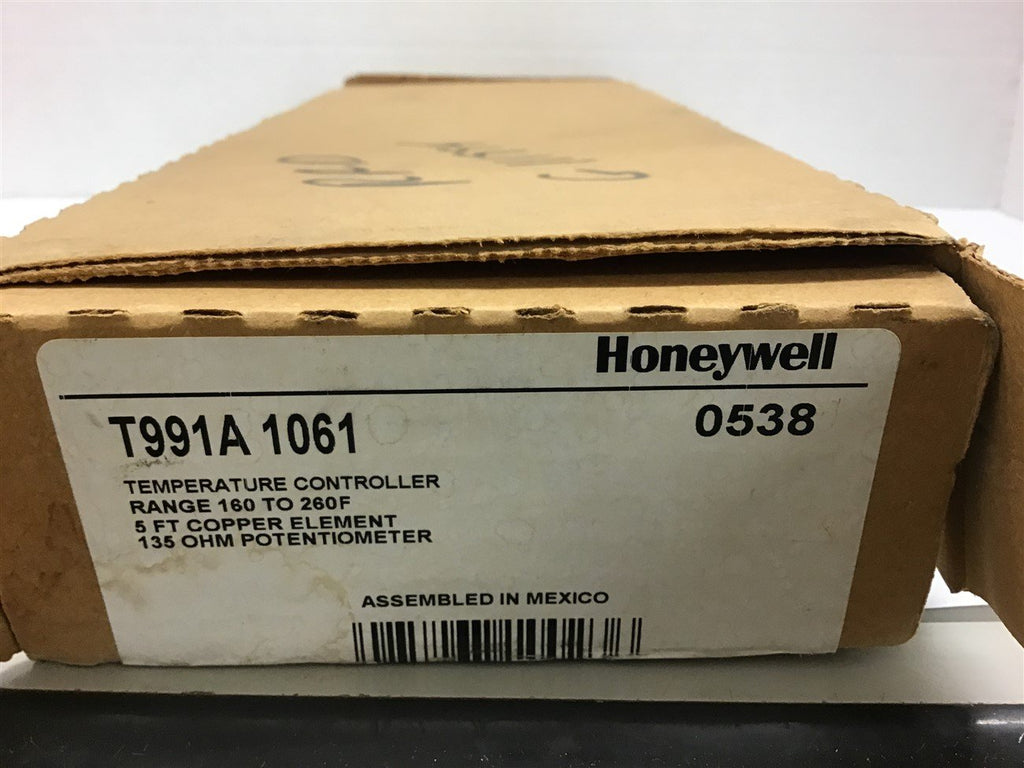 Honeywell
T991A 1061
0538
TEMPERATURE CONTROLLER
RANGE 160 TO 260F
5 FT COPPER ELEMENT
135 OHM POTENTIOMETER
ASSEMBLED IN MEXICO